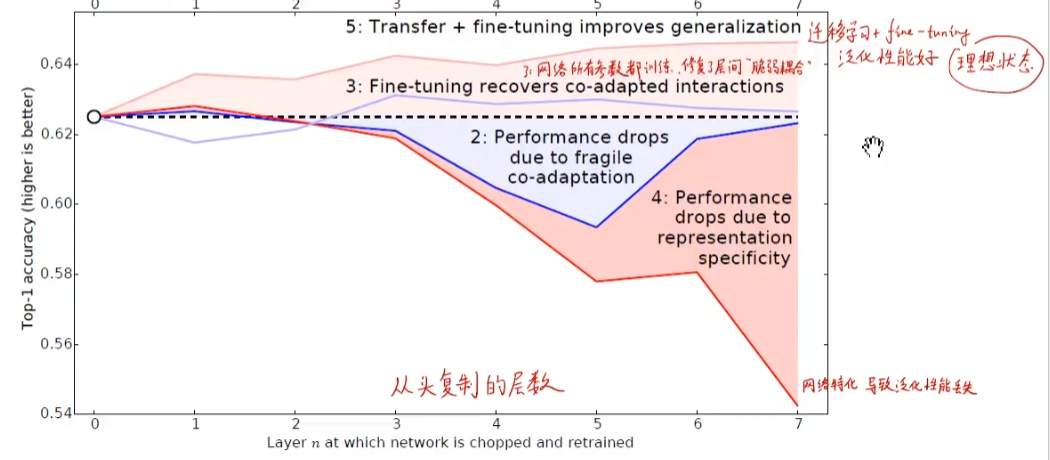 0 1 2 3 4 5 6 7
5: Transfer + fine-tuning improves generalization
迁移学习+ fine-tuning
泛化性能好 理想状态
3: 网络所有参数都训练、修复了层间"脆弱耦合"
3: Fine-tuning recovers co-adapted interactions
2: Performance drops
due to fragile
co-adaptation
4: Performance
drops due to
representation
specificity
网络特化 导致泛化性能丢失
从头复制的层数
Top-1 accuracy (higher is better)
0.64
0.62
0.60
0.58
0.56
0.54
0 1 2 3 4 5 6 7
Layer n at which network is chopped and retrained